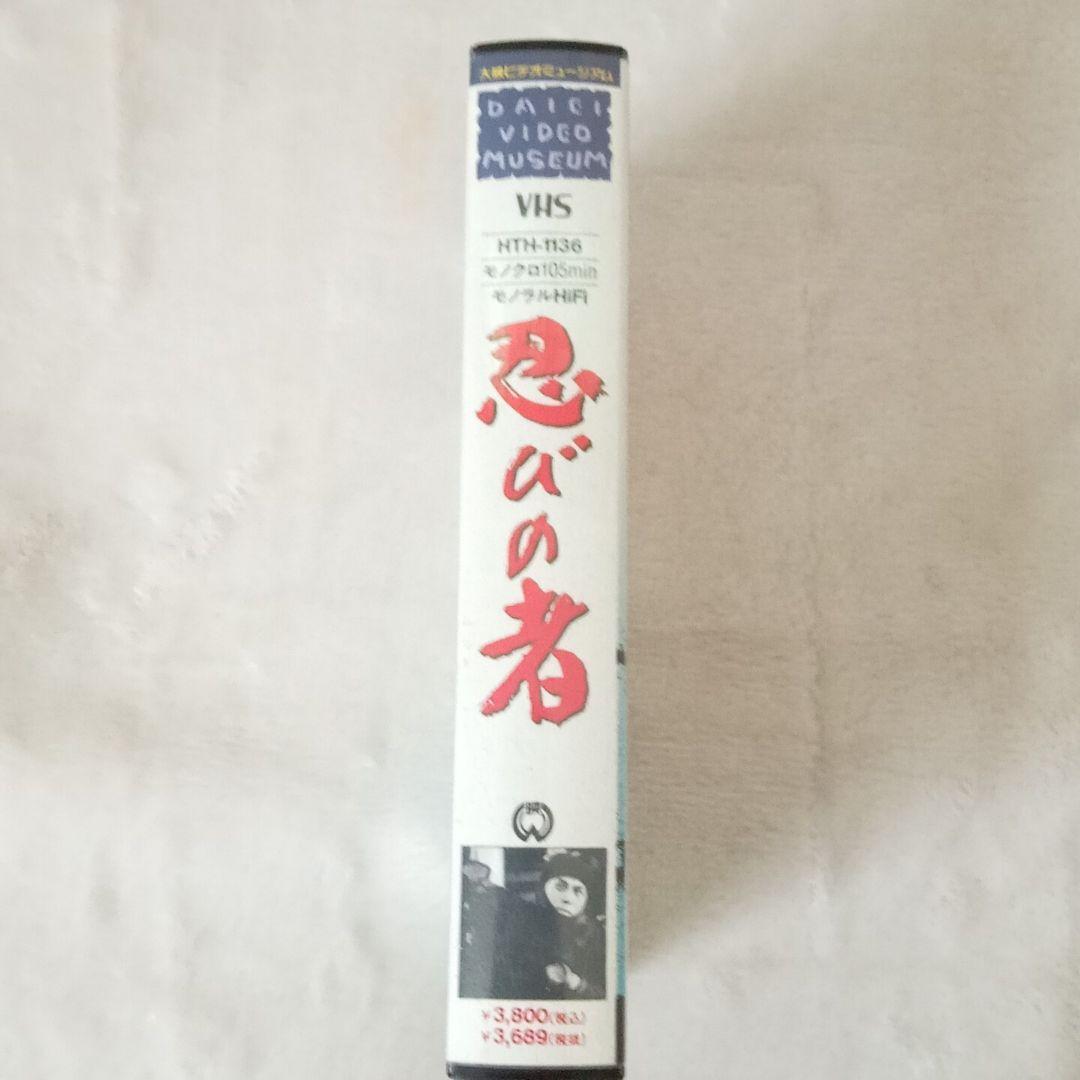 大映ビデオミュージアム
DAIEI
VIDEO
MUSEUM
VHS
HTH-1136
モノクロ105min
モノラルHiFi
忍びの者
¥3,800(税込)
¥3,689(税抜)